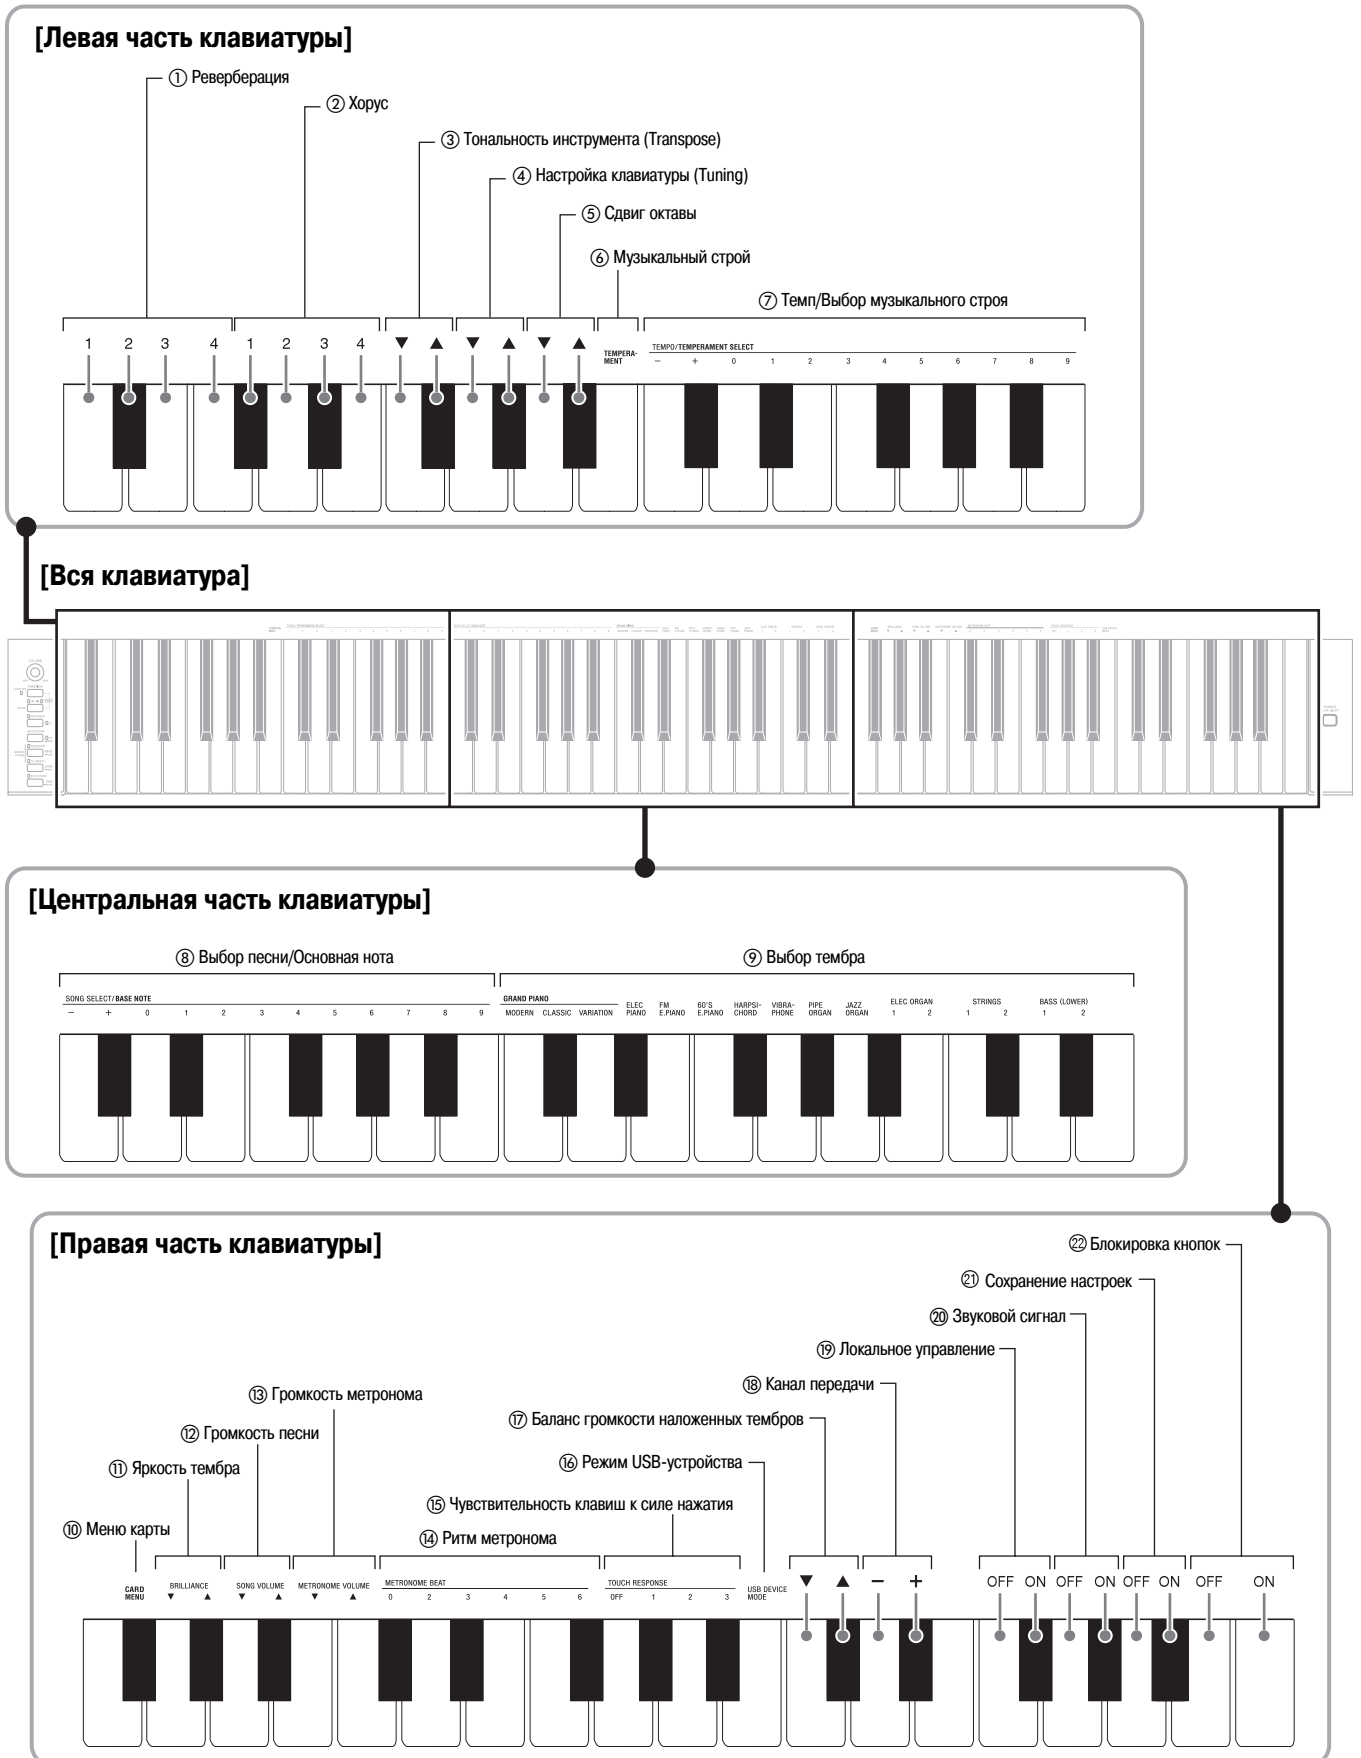 [Левая часть клавиатуры]
① Реверберация
② Хорус
③ Тональность инструмента (Transpose)
④ Настройка клавиатуры (Tuning)
⑤ Сдвиг октавы
⑥ Музыкальный строй
⑦ Темп/Выбор музыкального строя
1 2 3 4 1 2 3 4 ▼ ▲ ▼ ▲ ▼ ▲
TEMPERA-
MENT
TEMPO/TEMPERAMENT SELECT
− + 0 1 2 3 4 5 6 7 8 9
[Вся клавиатура]
[Центральная часть клавиатуры]
⑧ Выбор песни/Основная нота
⑨ Выбор тембра
SONG SELECT/BASE NOTE
− + 0 1 2 3 4 5 6 7 8 9
GRAND PIANO
MODERN CLASSIC VARIATION
ELEC
PIANO
FM
E.PIANO
60'S
E.PIANO
HARPSI-
CHORD
VIBRA-
PHONE
PIPE
ORGAN
JAZZ
ORGAN
ELEC ORGAN
1 2
STRINGS
1 2
BASS (LOWER)
1 2
[Правая часть клавиатуры]
㉒ Блокировка кнопок
㉑ Сохранение настроек
⑳ Звуковой сигнал
⑲ Локальное управление
⑱ Канал передачи
⑰ Баланс громкости наложенных тембров
⑯ Режим USB-устройства
⑮ Чувствительность клавиш к силе нажатия
⑭ Ритм метронома
⑬ Громкость метронома
⑫ Громкость песни
⑪ Яркость тембра
⑩ Меню карты
CARD
MENU
BRILLIANCE
▼ ▲
SONG VOLUME
▼ ▲
METRONOME VOLUME
▼ ▲
METRONOME BEAT
0 2 3 4 5 6
TOUCH RESPONSE
OFF 1 2 3
USB DEVICE
MODE
▼ ▲ − + OFF ON OFF ON OFF ON OFF ON